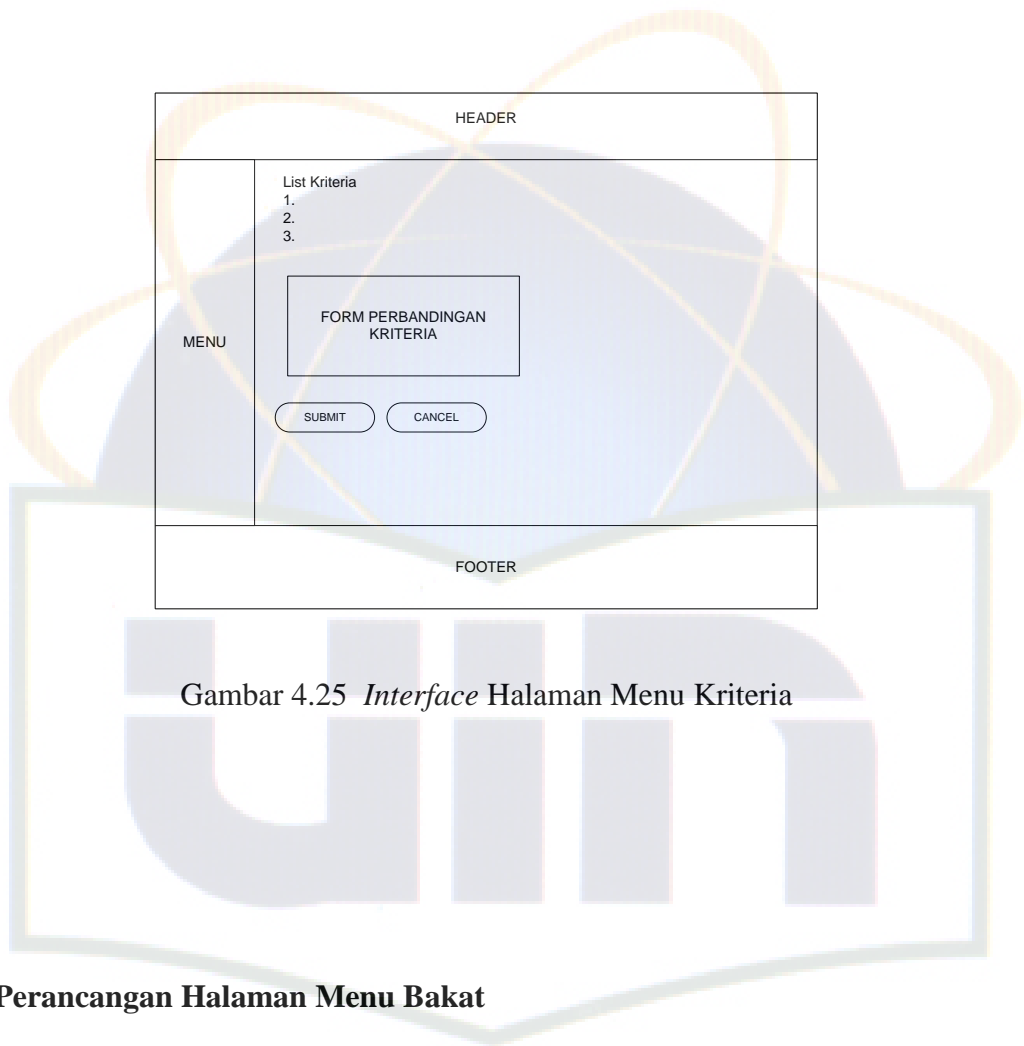 HEADER
List Kriteria
1.
2.
3.
FORM PERBANDINGAN
KRITERIA
MENU
SUBMIT CANCEL
FOOTER
Gambar 4.25 Interface Halaman Menu Kriteria
Perancangan Halaman Menu Bakat
uin